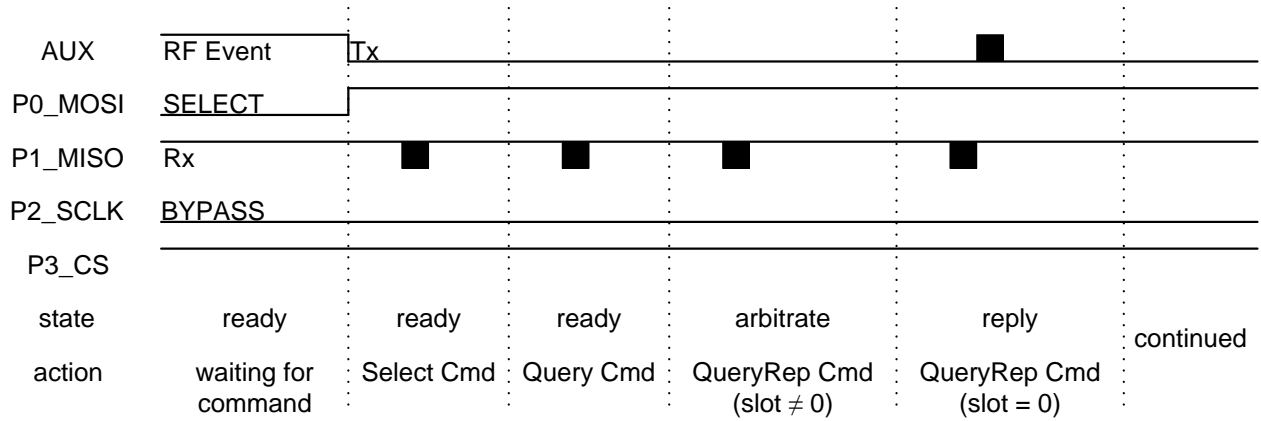 AUX RF Event Tx
P0_MOSI SELECT
P1_MISO Rx
P2_SCLK BYPASS
P3_CS
state ready ready ready arbitrate reply
continued
action waiting for Select Cmd Query Cmd QueryRep Cmd QueryRep Cmd
command (slot ≠ 0) (slot = 0)